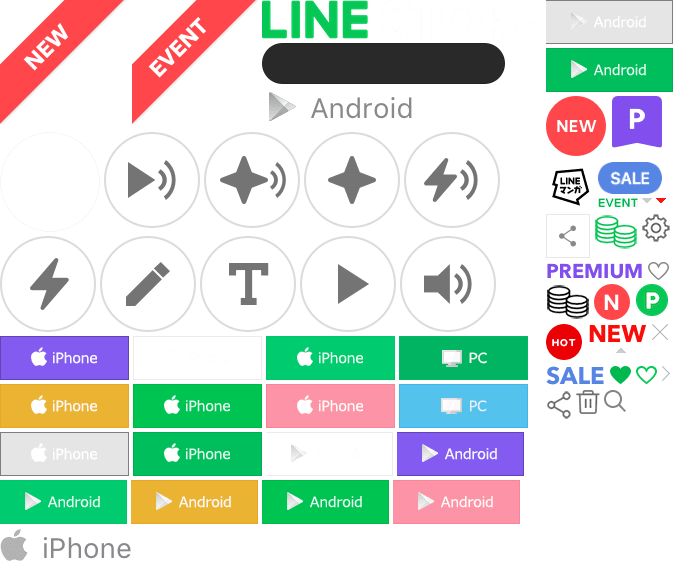 NEW
EVENT
LINE
Android
iPhone
iPhone
PC
iPhone
iPhone
iPhone
PC
iPhone
iPhone
Android
Android
Android
Android
Android
iPhone
Android
Android
NEW
P
LINE
マンガ
SALE
EVENT
PREMIUM
N
P
HOT
NEW
SALE